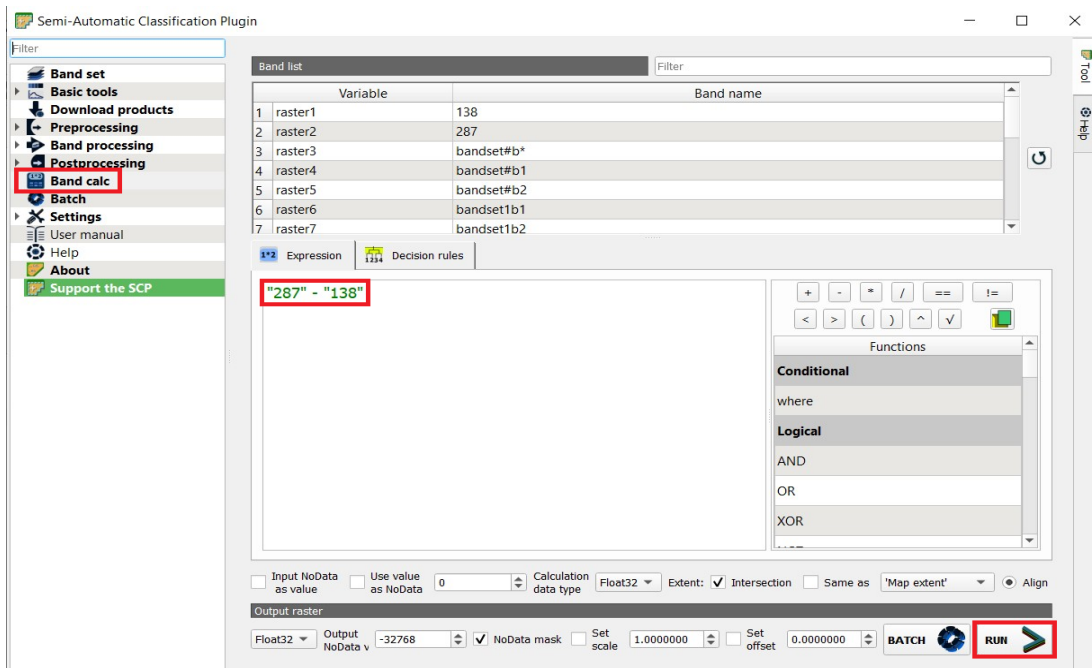 Semi-Automatic Classification Plugin
Filter
Band set
Basic tools
Download products
Preprocessing
Band processing
Postprocessing
Band calc
Batch
Settings
User manual
Help
About
Support the SCP
Band list
Filter
Variable Band name
1 raster1 138
2 raster2 287
3 raster3 bandset#b*
4 raster4 bandset#b1
5 raster5 bandset#b2
6 raster6 bandset1b1
7 raster7 bandset1b2
1*2 Expression
1234 Decision rules
"287" - "138"
+ - * / == !=
< > ( ) ^ √
Functions
Conditional
where
Logical
AND
OR
XOR
Input NoData as value
Use value as NoData
0
Calculation data type
Float32
Extent:
Intersection
Same as
'Map extent'
Align
Output raster
Float32
Output NoData v
-32768
NoData mask
Set scale
1.0000000
Set offset
0.0000000
BATCH
RUN
Tool
Help